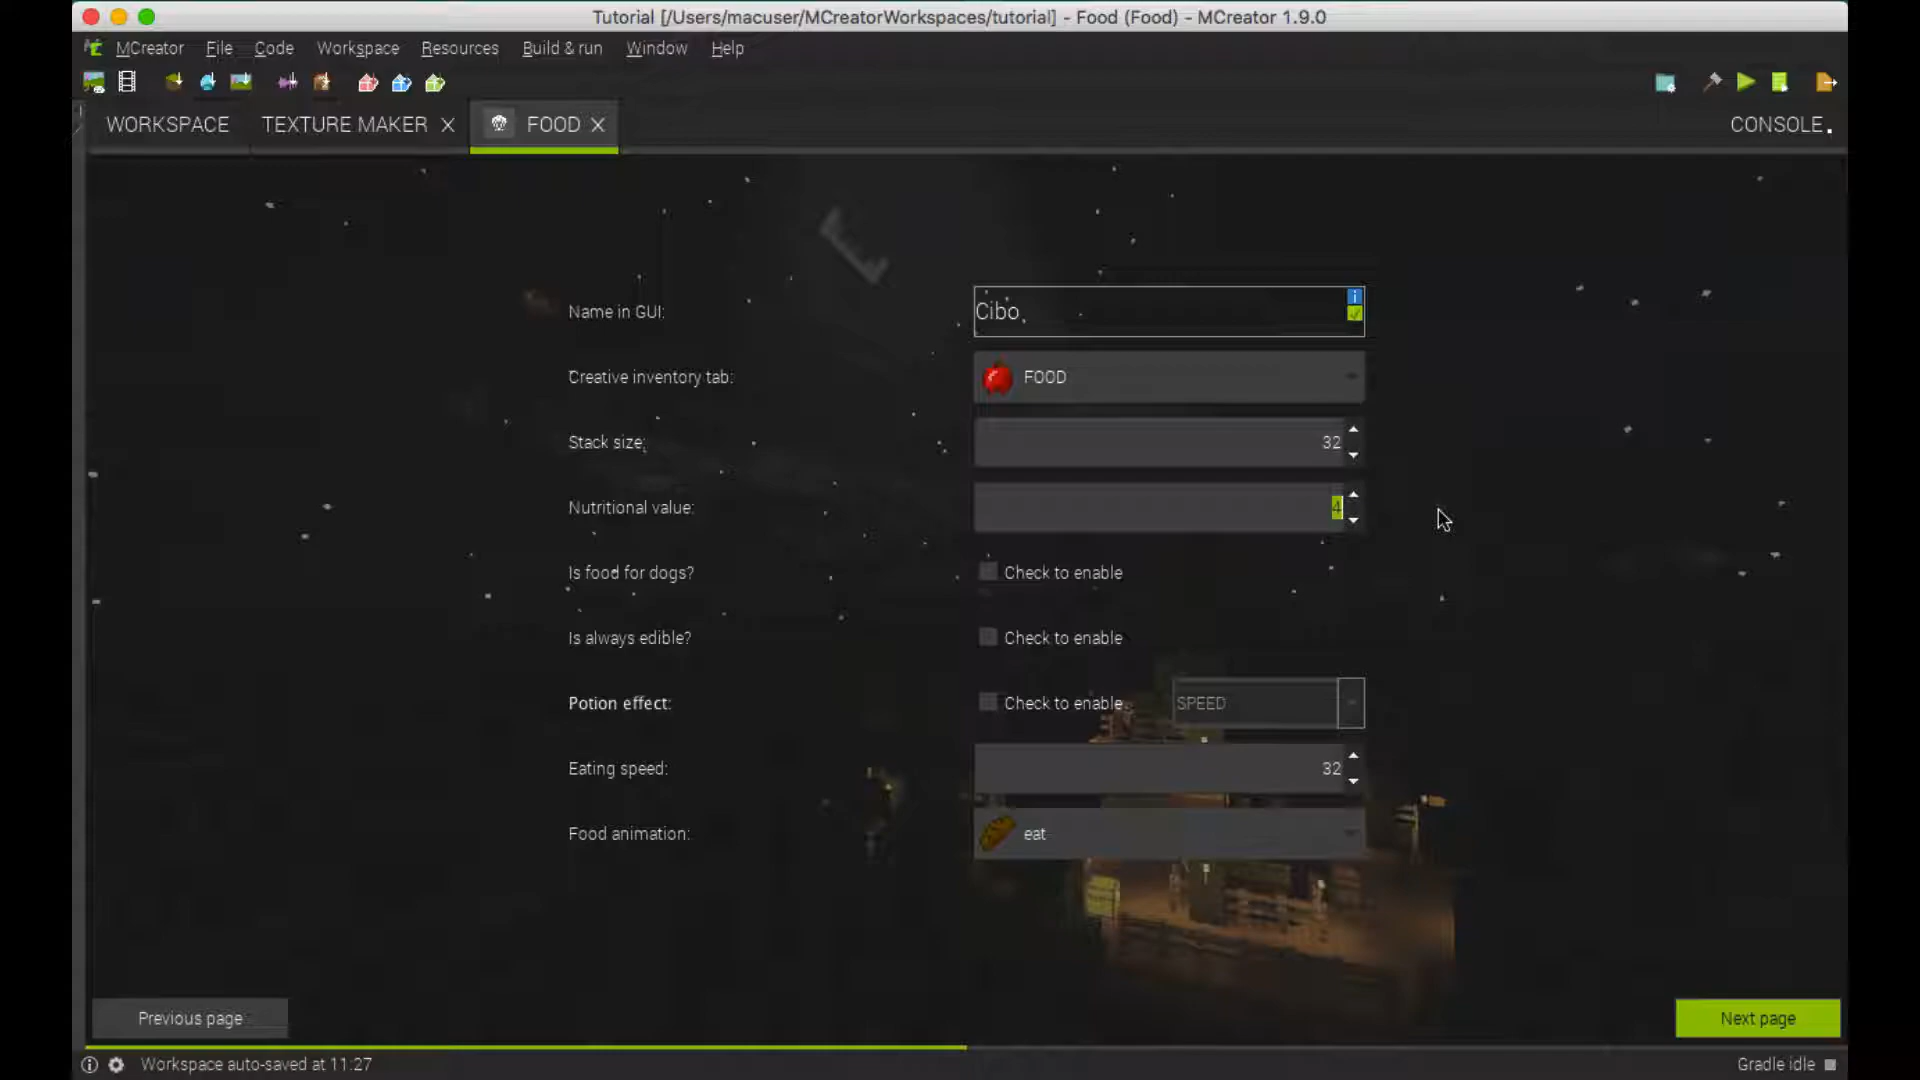 Tutorial [/Users/macuser/MCreatorWorkspaces/tutorial] - Food (Food) - MCreator 1.9.0
MCreator File Code Workspace Resources Build & run Window Help
WORKSPACE TEXTURE MAKER FOOD CONSOLE
Name in GUI: Cibo
Creative inventory tab: FOOD
Stack size: 32
Nutritional value: 4
Is food for dogs? Check to enable
Is always edible? Check to enable
Potion effect: Check to enable SPEED
Eating speed: 32
Food animation: eat
Previous page Next page
Workspace auto-saved at 11:27 Gradle idle